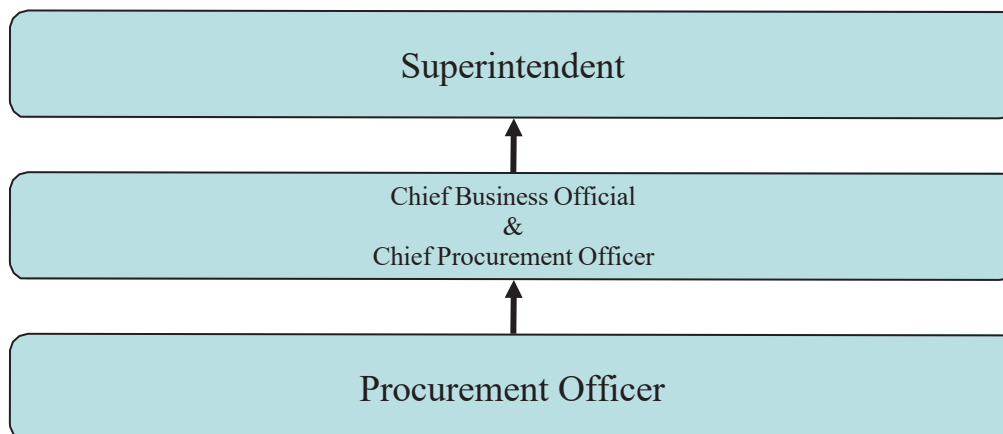 Superintendent
Chief Business Official
&
Chief Procurement Officer
Procurement Officer